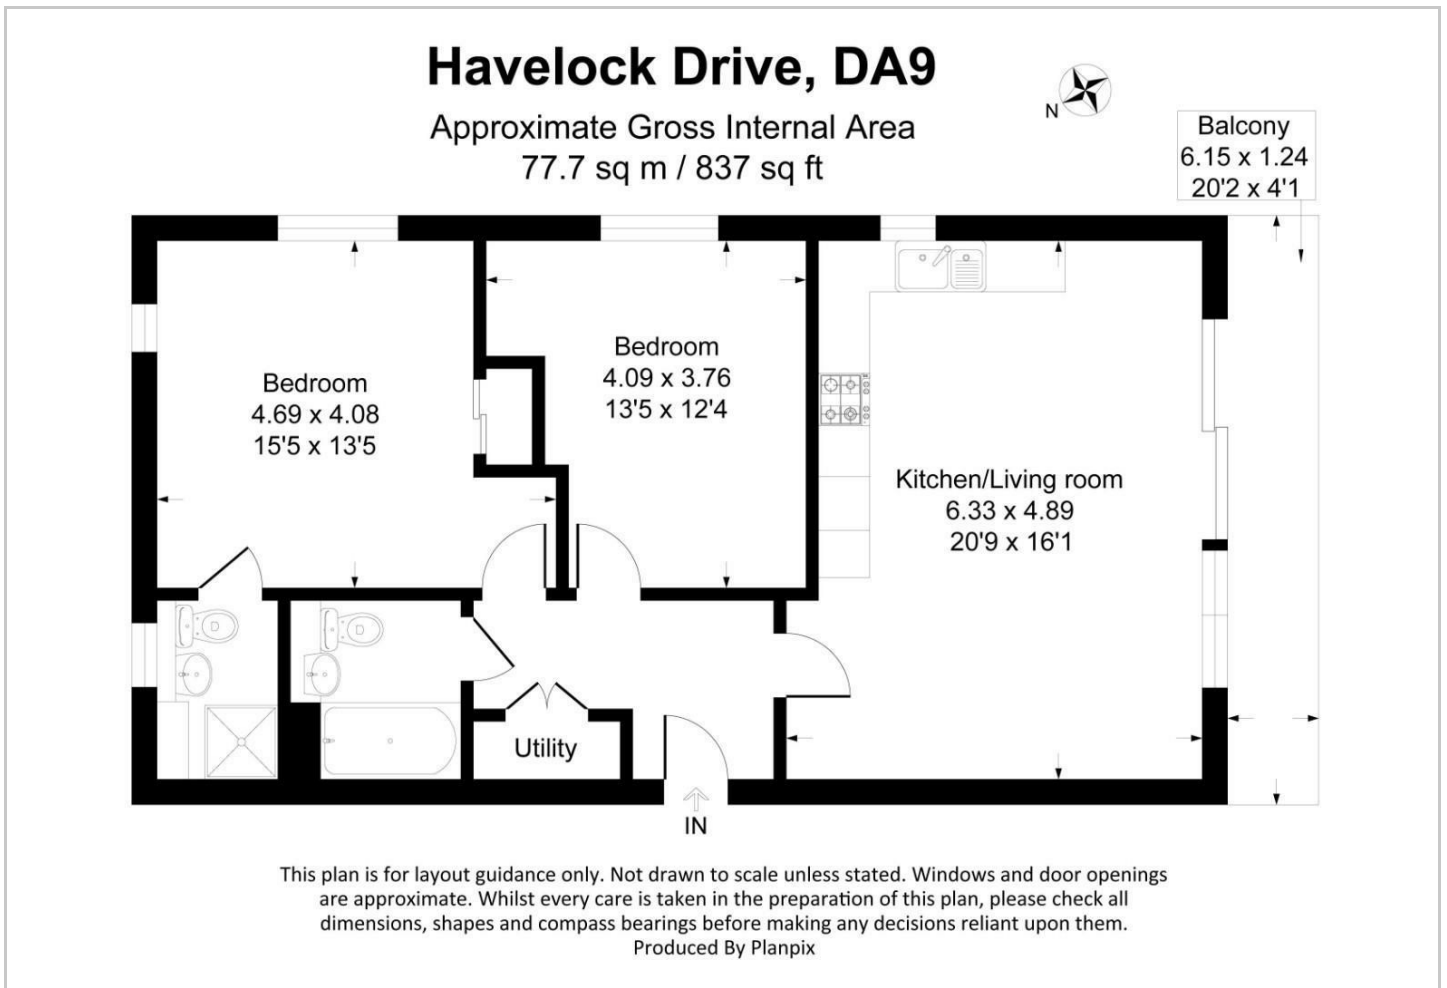 Havelock Drive, DA9
Approximate Gross Internal Area
77.7 sq m / 837 sq ft
N
Balcony
6.15 x 1.24
20'2 x 4'1
Bedroom
4.69 x 4.08
15'5 x 13'5
Bedroom
4.09 x 3.76
13'5 x 12'4
Kitchen/Living room
6.33 x 4.89
20'9 x 16'1
Utility
IN
This plan is for layout guidance only. Not drawn to scale unless stated. Windows and door openings
are approximate. Whilst every care is taken in the preparation of this plan, please check all
dimensions, shapes and compass bearings before making any decisions reliant upon them.
Produced By Planpix